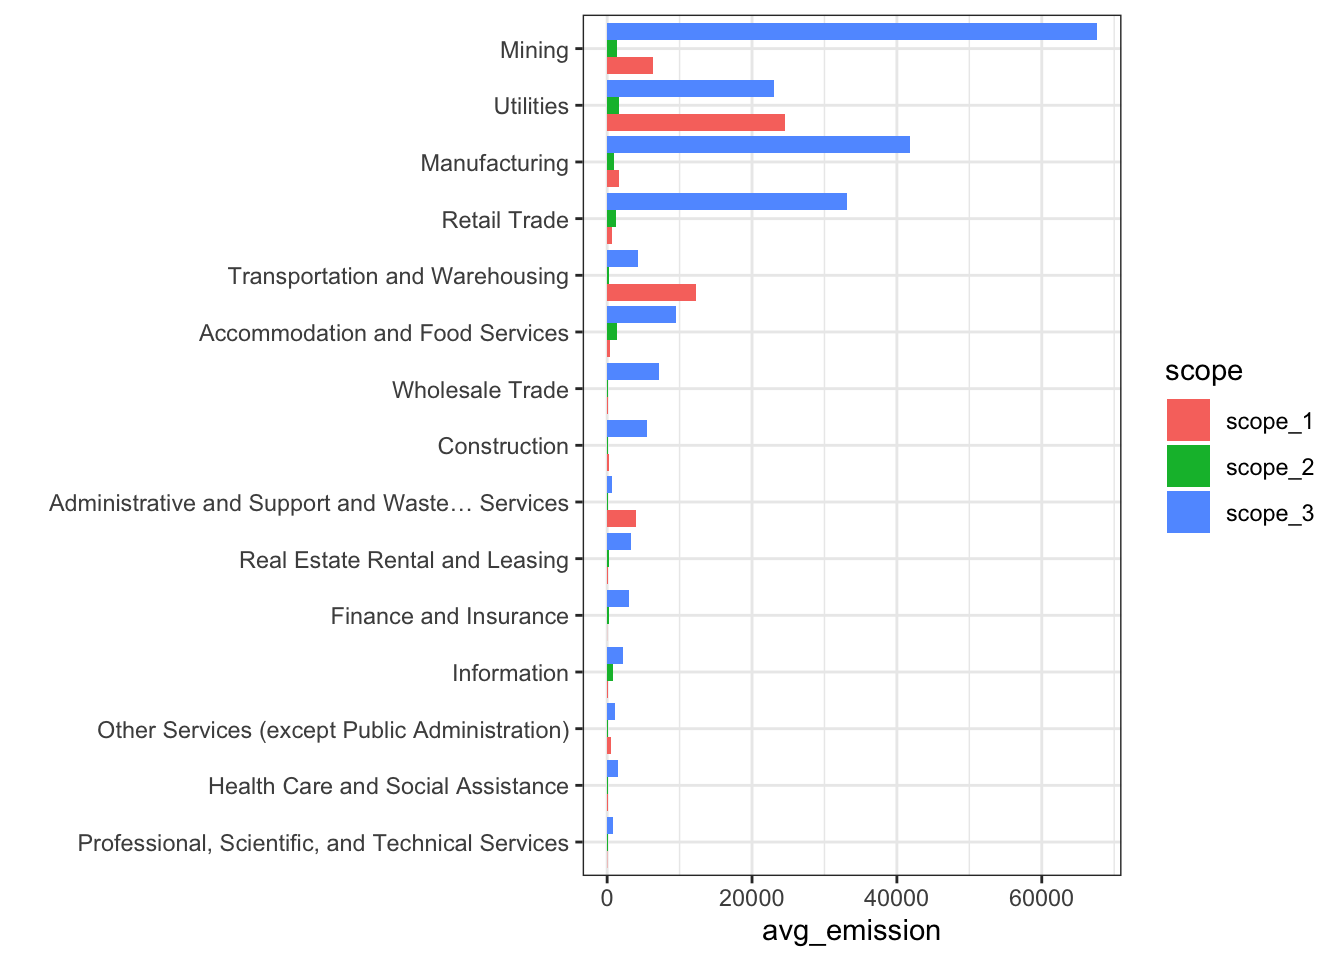 Mining
Utilities
Manufacturing
Retail Trade
Transportation and Warehousing
Accommodation and Food Services
Wholesale Trade
Construction
Administrative and Support and Waste… Services
Real Estate Rental and Leasing
Finance and Insurance
Information
Other Services (except Public Administration)
Health Care and Social Assistance
Professional, Scientific, and Technical Services
0 20000 40000 60000
avg_emission
scope
scope_1
scope_2
scope_3